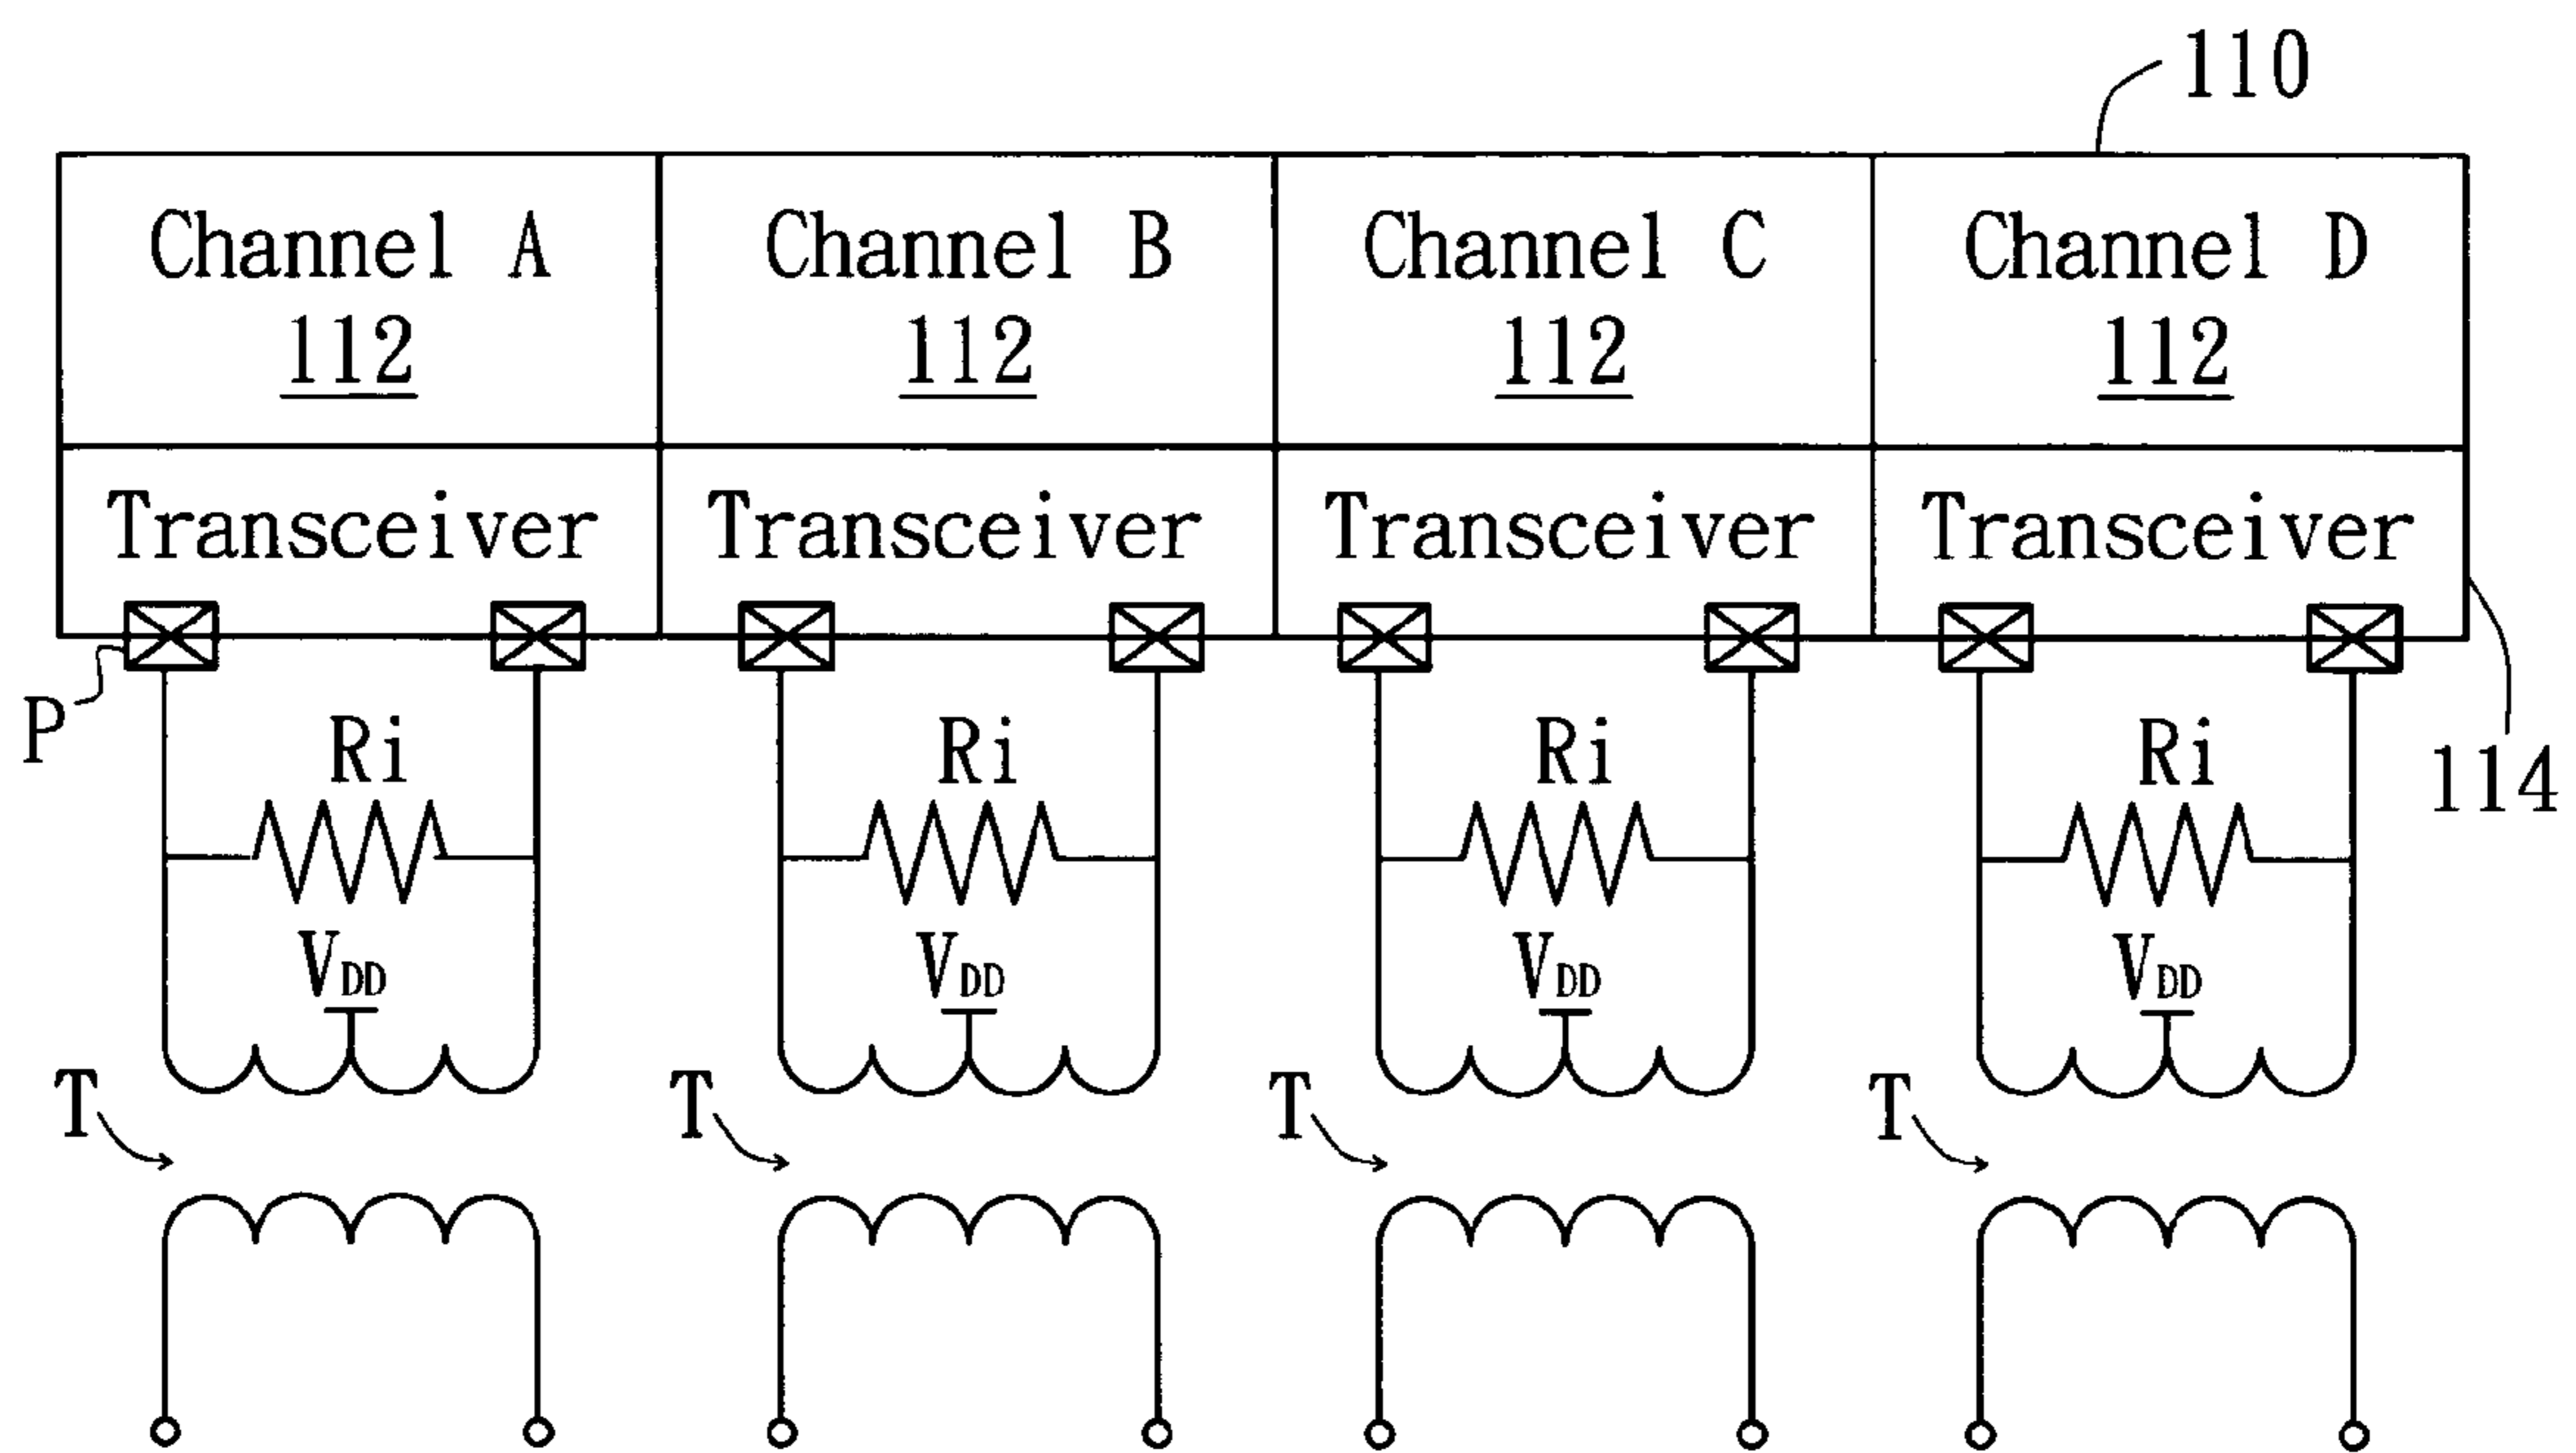 110
Channel A
Channel B
Channel C
Channel D
112
112
112
112
Transceiver
Transceiver
Transceiver
Transceiver
P
Ri
Ri
Ri
Ri
114
VDD
VDD
VDD
VDD
T
T
T
T